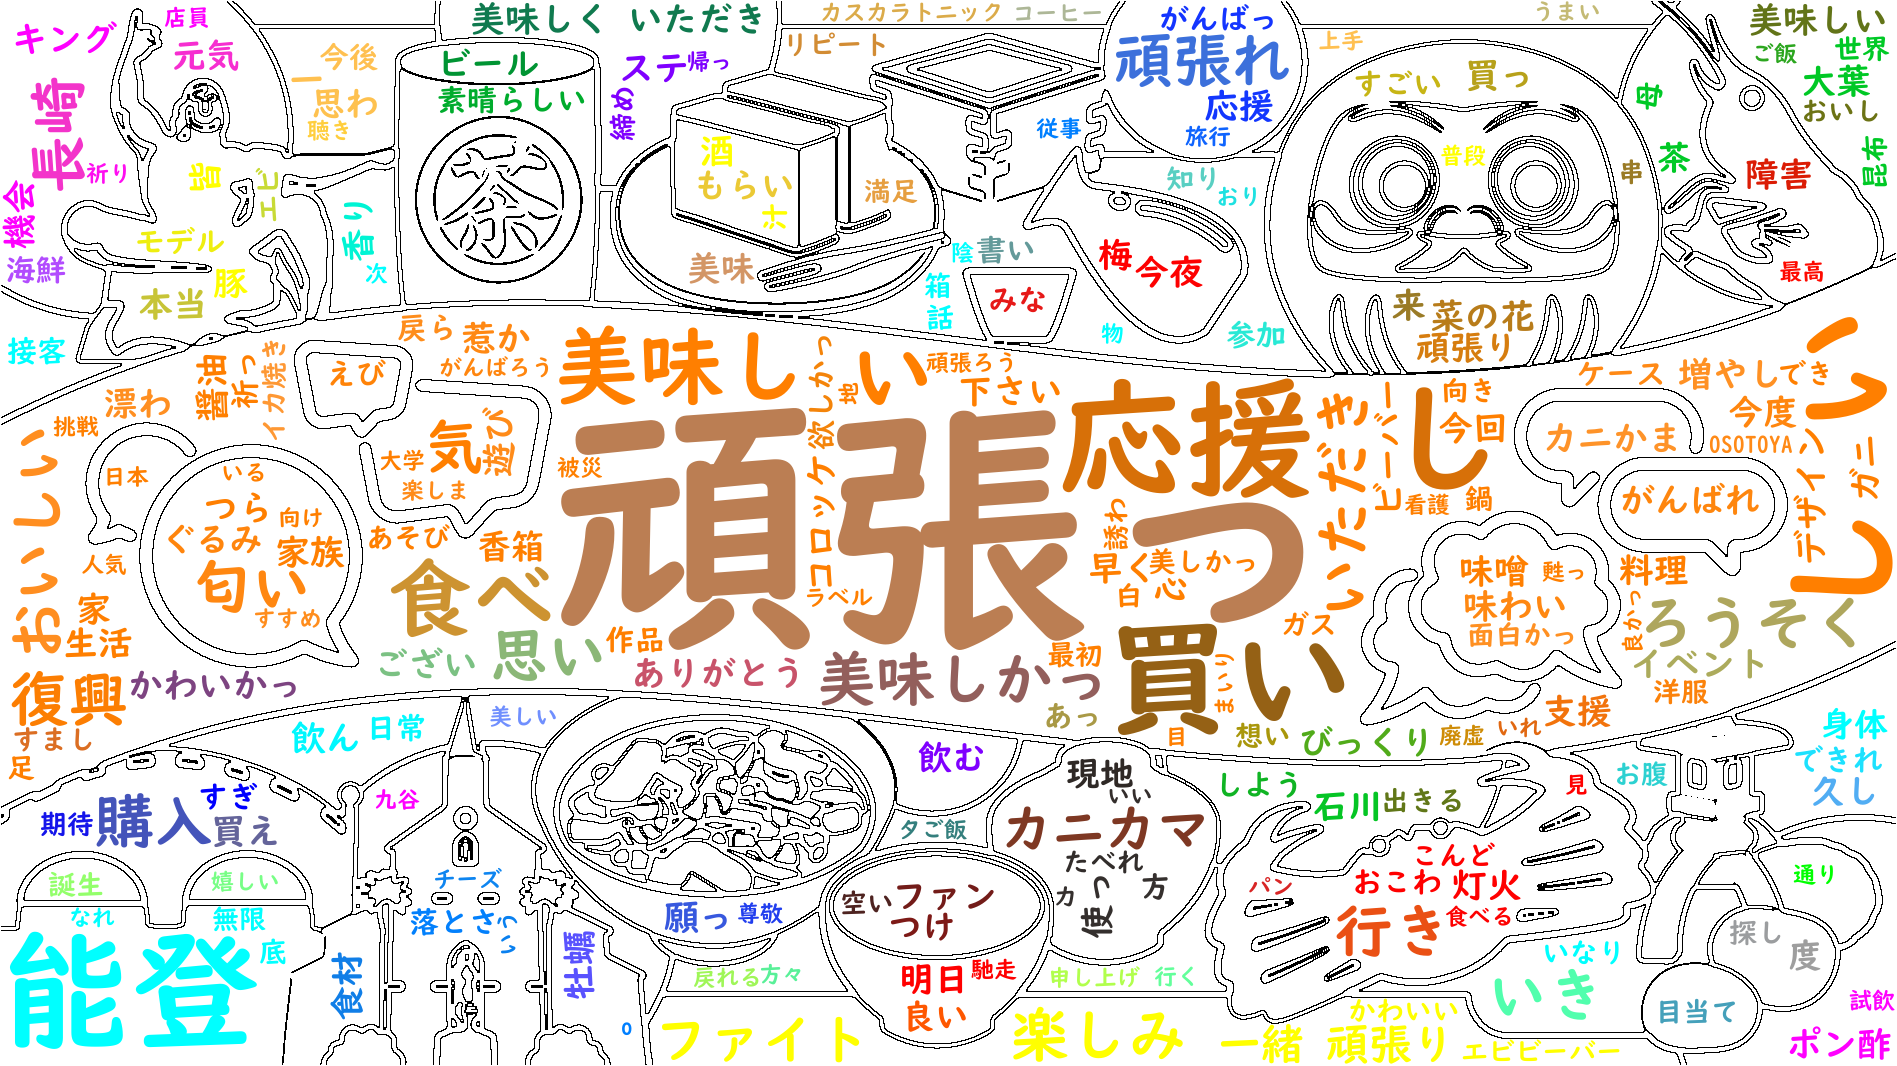 キング
店員
元気
長崎
祈り
機会
海鮮
皆
エビ
モデル
豚
本当
接客
今後
一
思わ
聴き
香り
次
ビール
素晴らしい
茶
美味しく
いただき
ステ
帰っ
締め
カスカラトニック
コーヒー
リピート
酒
もらい
汁
満足
美味
がんばっ
頑張れ
応援
旅行
従事
うまい
上手
知り
おり
陰
書い
箱
話
みな
梅
今夜
物
参加
すごい
買っ
普段
串
来
菜の花
頑張り
美味しい
ご飯
世界
大葉
おいし
母
茶
昆布
障害
最高
戻ら
惹か
がんばろう
醤油
祈っ
イカ焼き
えび
漂わ
挑戦
日本
おいしい
人気
家
生活
復興
すまし
足
いる
つら
向け
ぐるみ
家族
匂い
すすめ
大学
気
遊び
楽しま
被災
あそび
香箱
食べ
美味しい
欲しかっ
地
頑張ろう
下さい
頑張っ
コロッケ
ラベル
応援
し
いただき
ビーバー
向き
今回
看護
鍋
誘わ
早く
美しかっ
白
心
ケース
増やし
でき
今度
カニかま
OSOTOYA
デザイン
ガニ
しい
がんばれ
味噌
甦っ
味わい
面白かっ
料理
良かっ
ろうそく
イベント
洋服
支援
いれ
ガス
買い
まいり
目
最初
あっ
美味しかっ
ありがとう
作品
思い
ござい
かわいかっ
想い
びっくり
廃虚
飲ん
日常
美しい
九谷
期待
購入
すぎ
買え
誕生
嬉しい
なれ
無限
能登
底
チーズ
落とさ
てい
食材
牡蠣
0
願っ
尊敬
飲む
夕ご飯
空い
ファン
つけ
明日
馳走
良い
戻れる
方々
ファイト
楽しみ
現地
いい
カニカマ
たべれ
カ
使っ
方
申し上げ
行く
しよう
石川
出きる
見
こんど
おこわ
灯火
パン
行き
食べる
いなり
いき
かわいい
一緒
頑張り
エビビーバー
お腹
身体
できれ
久し
通り
探し
度
目当て
試飲
ポン酢